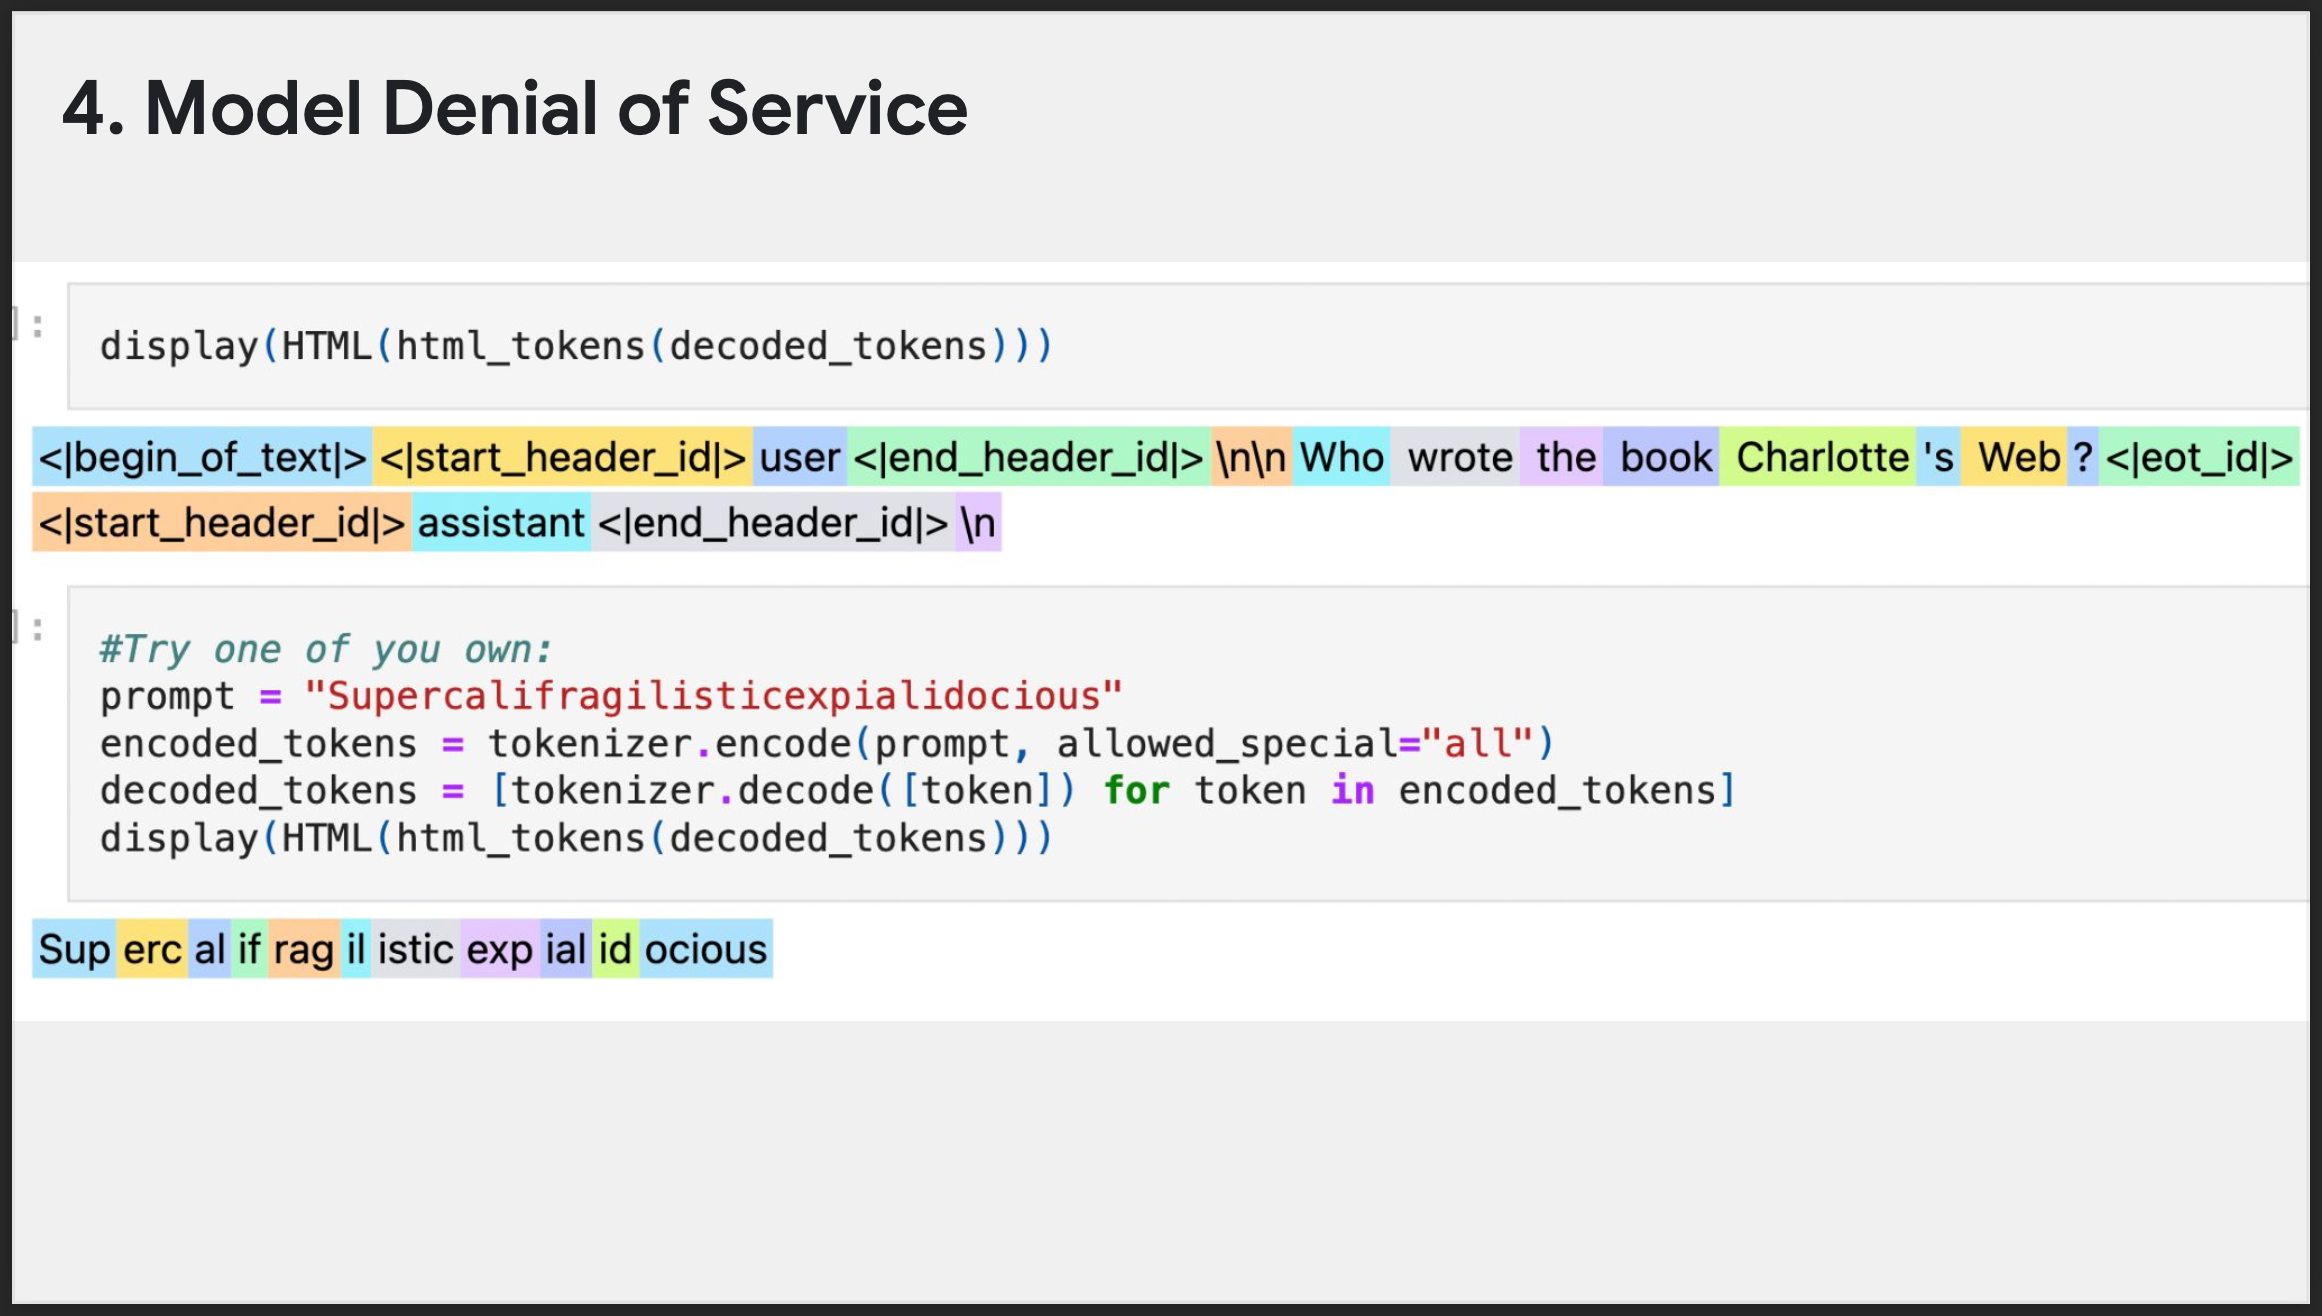 4. Model Denial of Service
]:
display(HTML(html_tokens(decoded_tokens)))
<|begin_of_text|> <|start_header_id|> user <|end_header_id|> \n\n Who wrote the book Charlotte 's Web ? <|eot_id|>
<|start_header_id|> assistant <|end_header_id|> \n
]:
#Try one of you own:
prompt = "Supercalifragilisticexpialidocious"
encoded_tokens = tokenizer.encode(prompt, allowed_special="all")
decoded_tokens = [tokenizer.decode([token]) for token in encoded_tokens]
display(HTML(html_tokens(decoded_tokens)))
Sup erc al if rag il istic exp ial id ocious